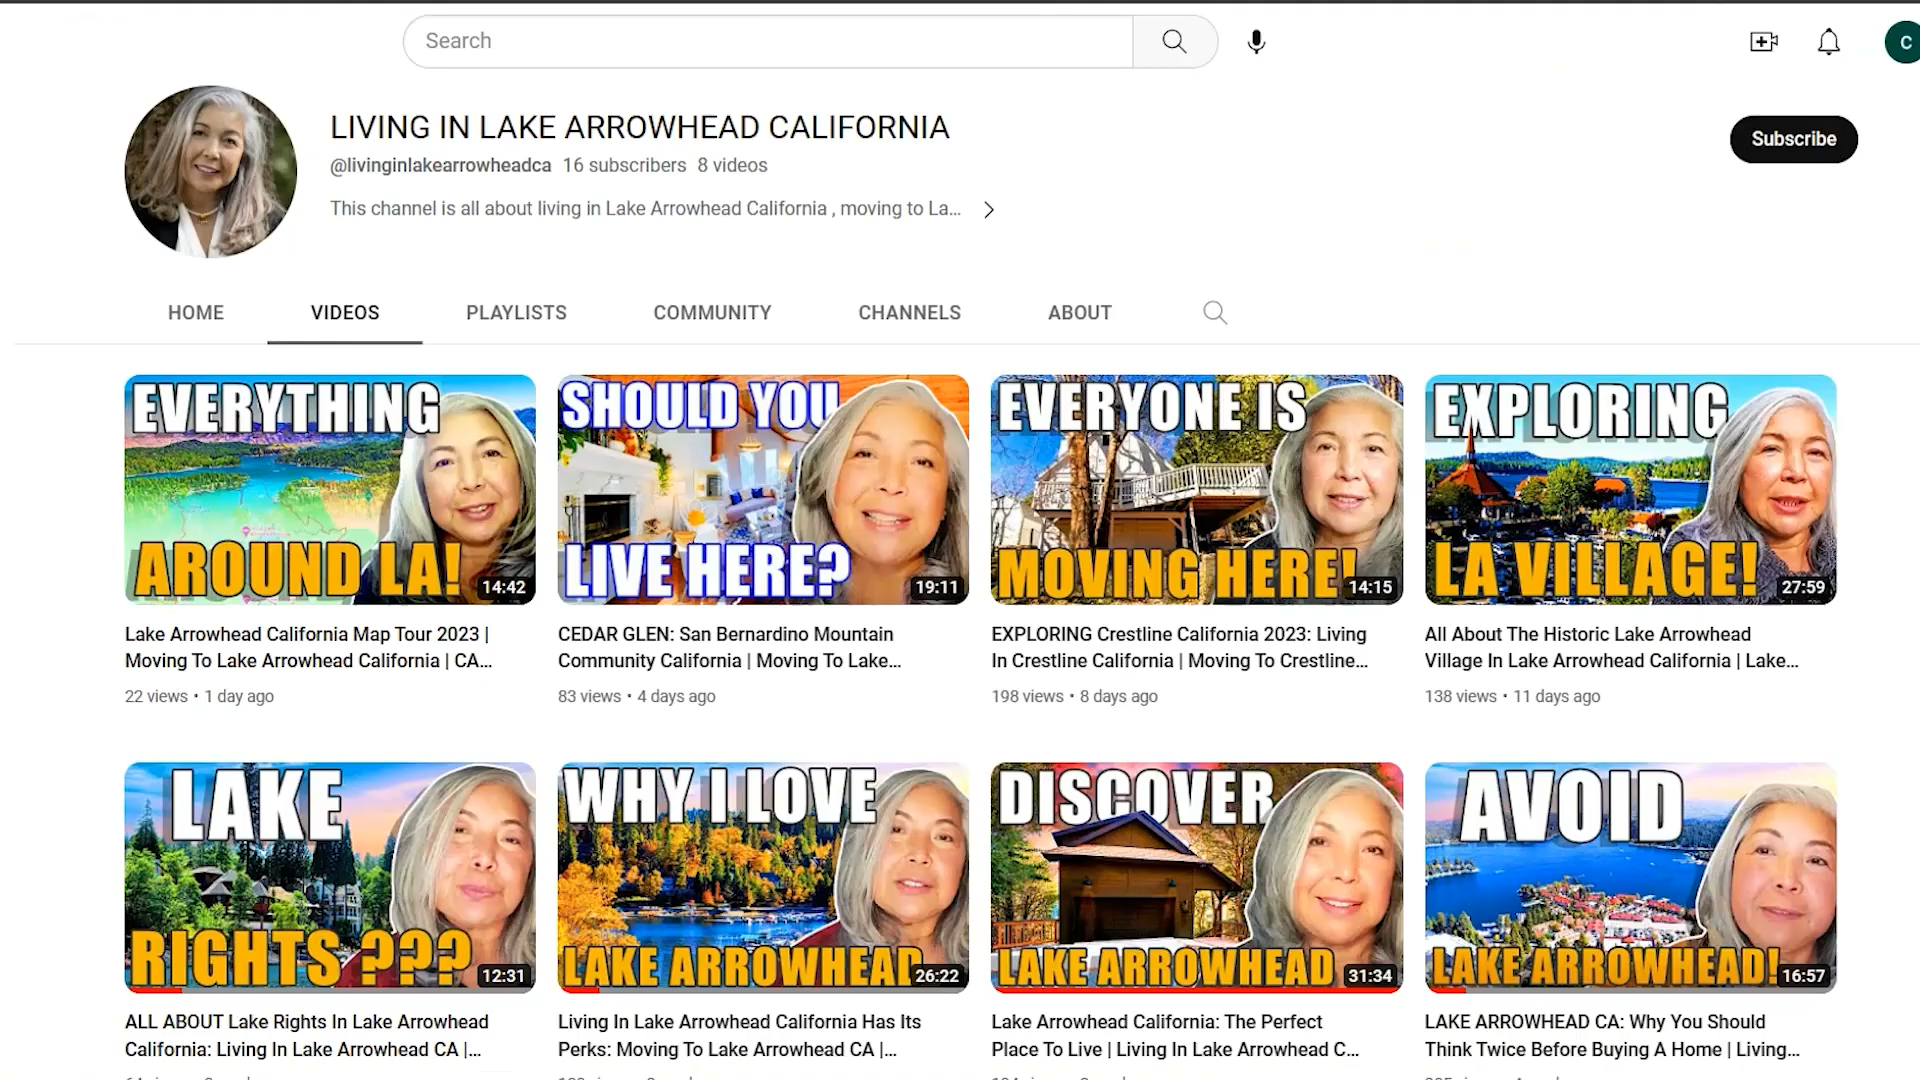 Search
C
LIVING IN LAKE ARROWHEAD CALIFORNIA
@livinginlakearrowheadca 16 subscribers 8 videos
Subscribe
This channel is all about living in Lake Arrowhead California , moving to La...
HOME VIDEOS PLAYLISTS COMMUNITY CHANNELS ABOUT
EVERYTHING
AROUND LA!
14:42
SHOULD YOU
LIVE HERE?
19:11
EVERYONE IS
MOVING HERE!
14:15
EXPLORING
LA VILLAGE!
27:59
Lake Arrowhead California Map Tour 2023 |
Moving To Lake Arrowhead California | CA...
22 views • 1 day ago
CEDAR GLEN: San Bernardino Mountain
Community California | Moving To Lake...
83 views • 4 days ago
EXPLORING Crestline California 2023: Living
In Crestline California | Moving To Crestline...
198 views • 8 days ago
All About The Historic Lake Arrowhead
Village In Lake Arrowhead California | Lake...
138 views • 11 days ago
LAKE
RIGHTS ???
12:31
WHY I LOVE
LAKE ARROWHEAD
26:22
DISCOVER
LAKE ARROWHEAD
31:34
AVOID
LAKE ARROWHEAD!
16:57
ALL ABOUT Lake Rights In Lake Arrowhead
California: Living In Lake Arrowhead CA |...
Living In Lake Arrowhead California Has Its
Perks: Moving To Lake Arrowhead CA |...
Lake Arrowhead California: The Perfect
Place To Live | Living In Lake Arrowhead C...
LAKE ARROWHEAD CA: Why You Should
Think Twice Before Buying A Home | Living...